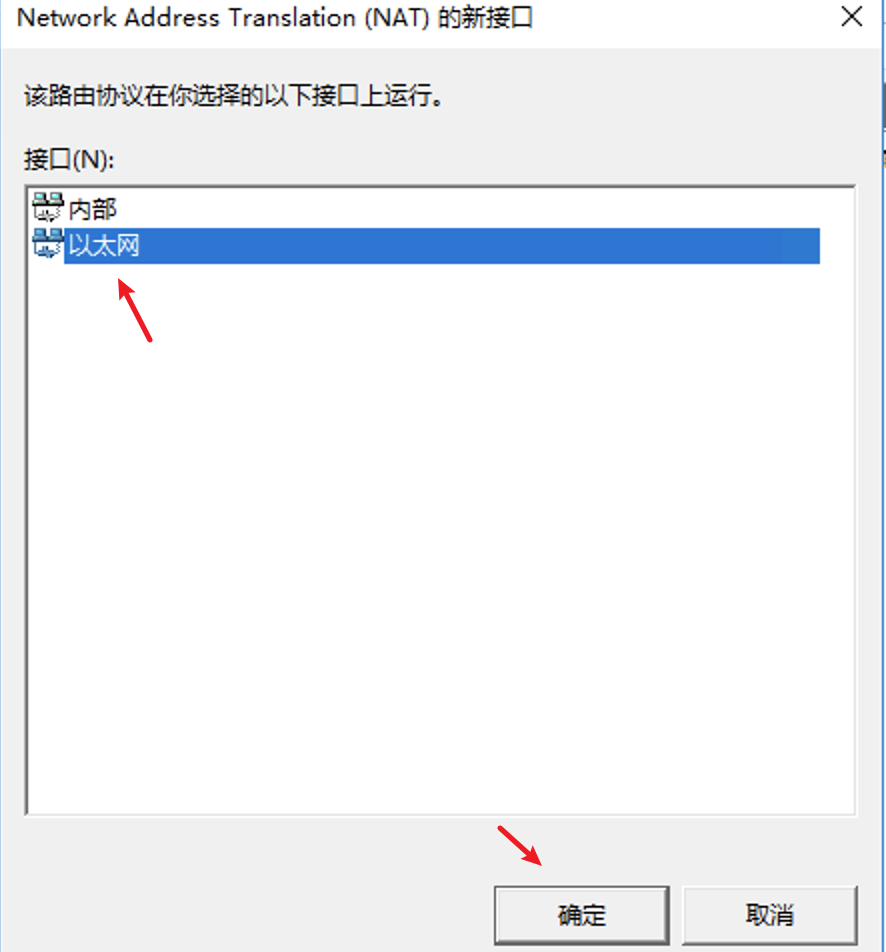 Network Address Translation (NAT) 的新接口
该路由协议在你选择的以下接口上运行。
接口(N):
内部
以太网
确定
取消